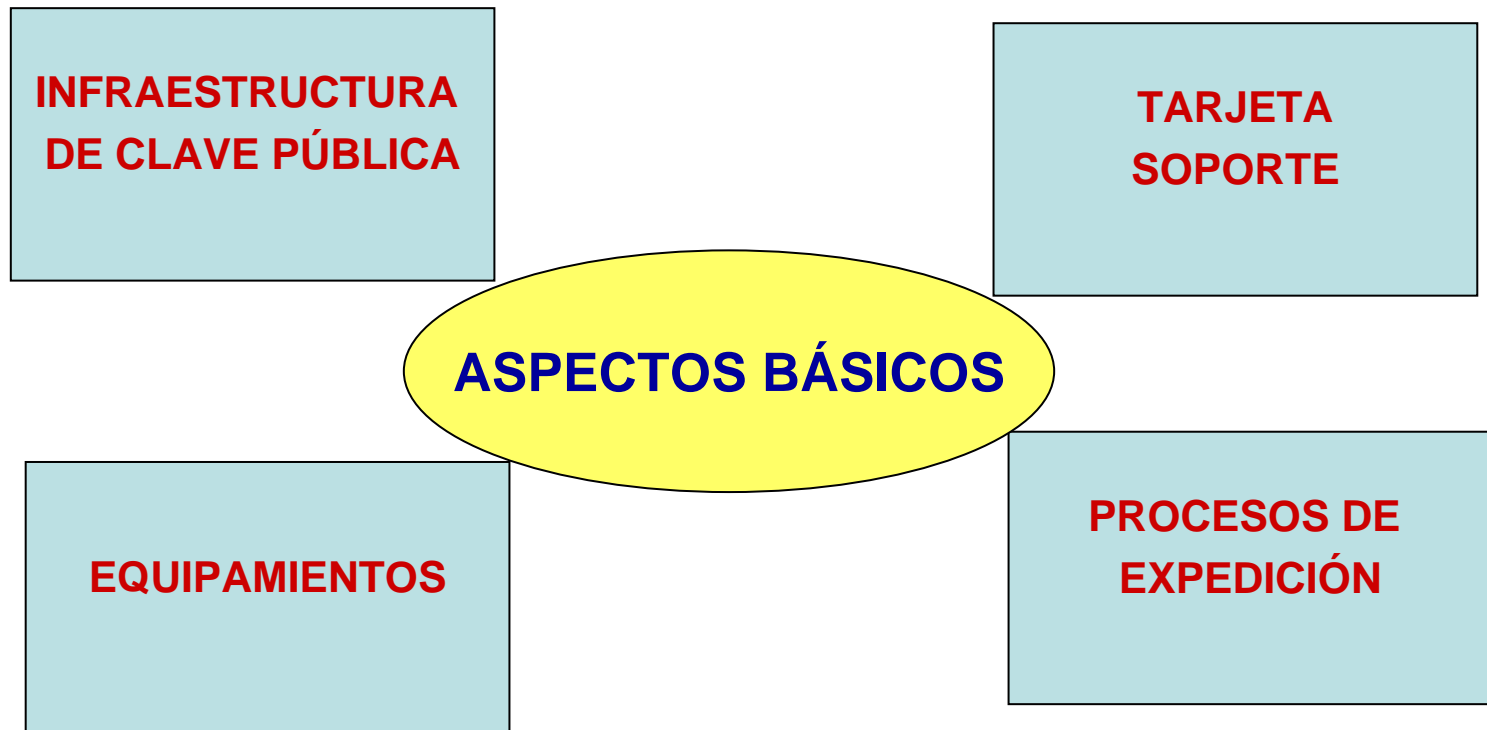 INFRAESTRUCTURA
DE CLAVE PÚBLICA
TARJETA
SOPORTE
ASPECTOS BÁSICOS
EQUIPAMIENTOS
PROCESOS DE
EXPEDICIÓN